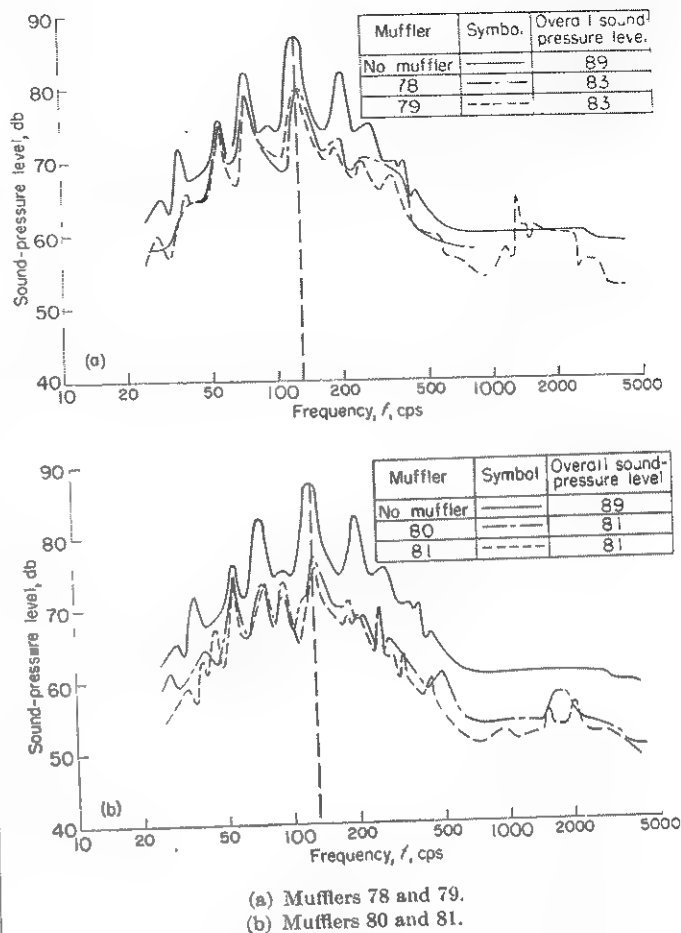 90
80
70
60
50
40
Sound-pressure level, db
Muffler Symbo. Overal l sound-pressure leve.
No muffler 89
78 83
79 83
(a)
10 20 50 100 200 500 1000 2000 5000
Frequency, f, cps
90
80
70
60
50
40
Sound-pressure level, db
Muffler Symbol Overall sound-pressure level
No muffler 89
80 81
81 81
(b)
10 20 50 100 200 500 1000 2000 5000
Frequency, f, cps
(a) Mufflers 78 and 79.
(b) Mufflers 80 and 81.